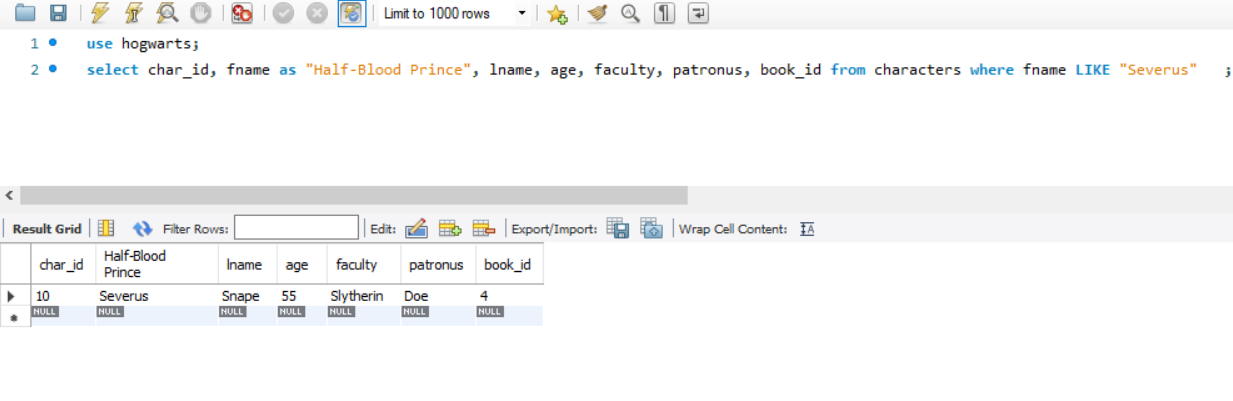 Limit to 1000 rows
1 use hogwarts;
2 select char_id, fname as "Half-Blood Prince", lname, age, faculty, patronus, book_id from characters where fname LIKE "Severus" ;
Result Grid Filter Rows: Edit: Export/Import: Wrap Cell Content: IA
char_id Half-Blood Prince lname age faculty patronus book_id
10 Severus Snape 55 Slytherin Doe 4
NULL NULL NULL NULL NULL NULL NULL